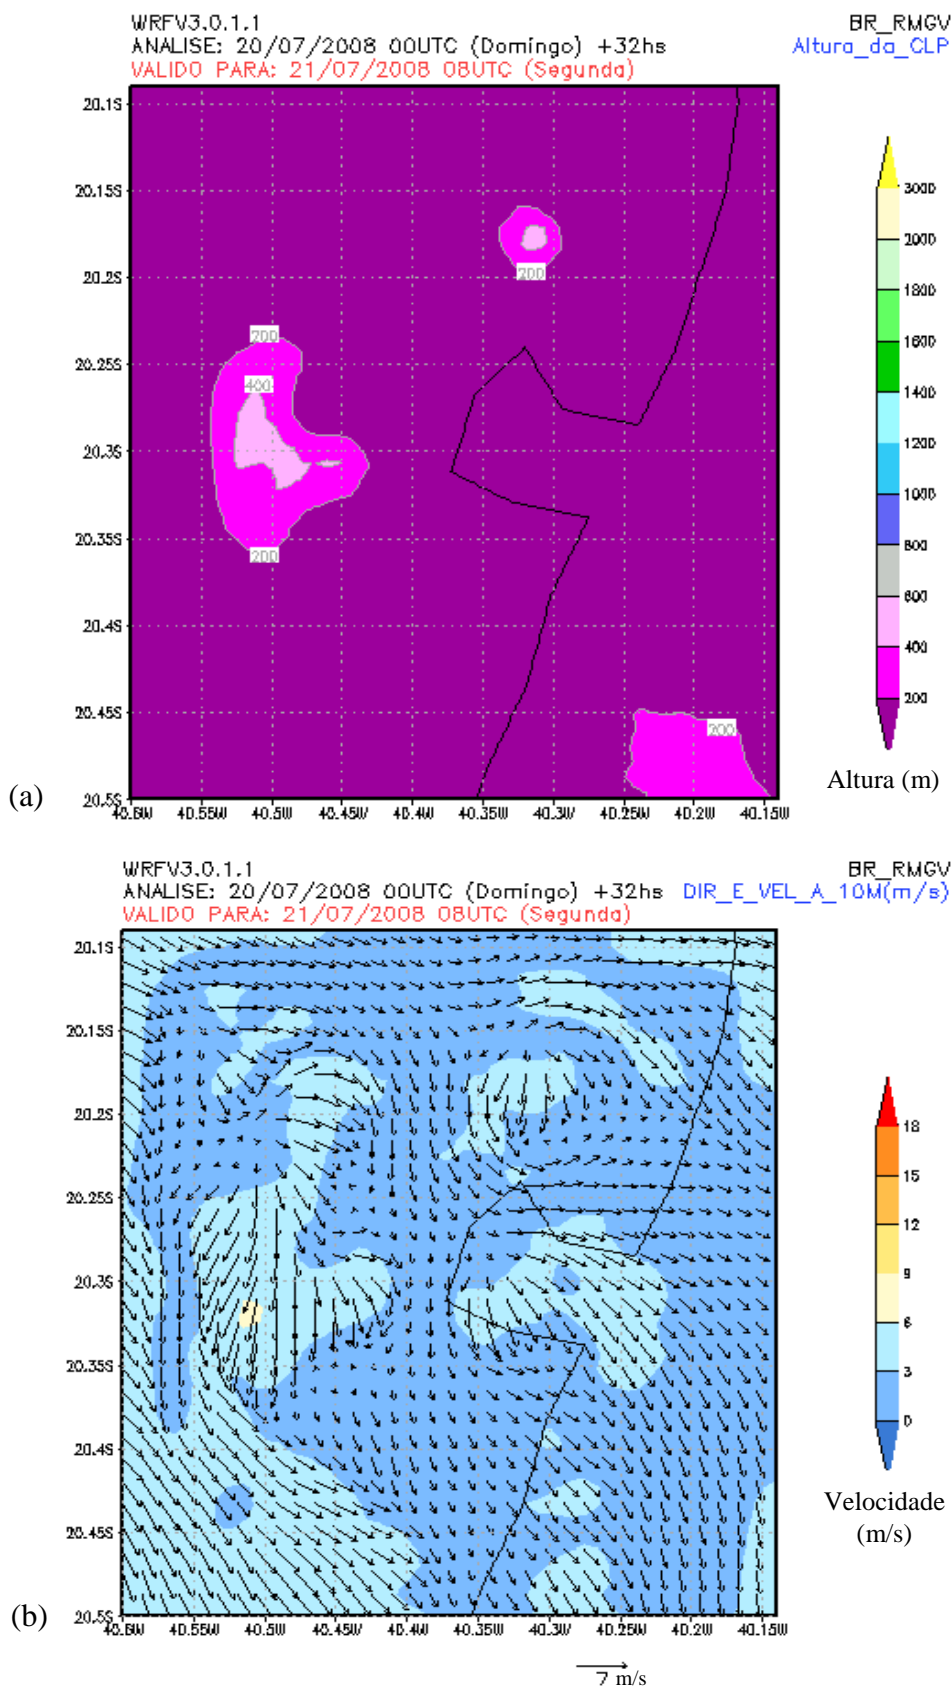 WRFV3.0.1.1 BR_RMGV
ANALISE: 20/07/2008 00UTC (Domingo) +32hs Altura_da_CLP
VALIDO PARA: 21/07/2008 08UTC (Segunda)
20.1S
20.15S
20.2S
20.25S
20.3S
20.35S
20.4S
20.45S
20.5S
200
200
400
200
200
40.6W 40.55W 40.5W 40.45W 40.4W 40.35W 40.3W 40.25W 40.2W 40.15W
3000
2000
1800
1600
1400
1200
1000
800
600
400
200
Altura (m)
(a)
WRFV3.0.1.1 BR_RMGV
ANALISE: 20/07/2008 00UTC (Domingo) +32hs DIR_E_VEL_A_10M(m/s)
VALIDO PARA: 21/07/2008 08UTC (Segunda)
20.1S
20.15S
20.2S
20.25S
20.3S
20.35S
20.4S
20.45S
20.5S
40.6W 40.55W 40.5W 40.45W 40.4W 40.35W 40.3W 40.25W 40.2W 40.15W
18
15
12
9
6
3
0
Velocidade
(m/s)
(b)
7 m/s